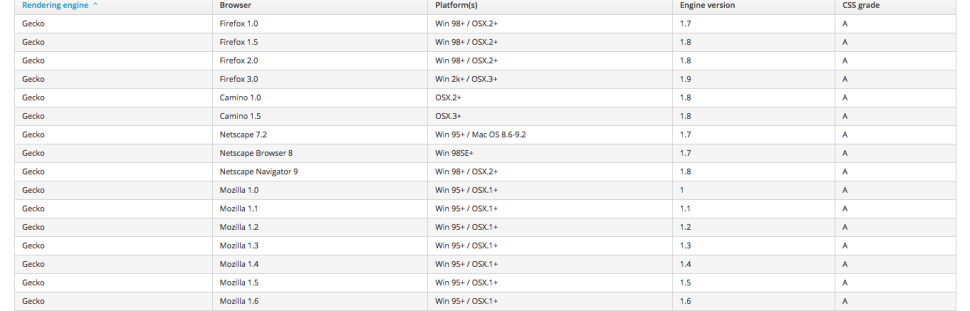 Rendering engine ^ Browser Platform(s) Engine version CSS grade
Gecko Firefox 1.0 Win 98+ / OSX.2+ 1.7 A
Gecko Firefox 1.5 Win 98+ / OSX.2+ 1.8 A
Gecko Firefox 2.0 Win 98+ / OSX.2+ 1.8 A
Gecko Firefox 3.0 Win 2k+ / OSX.3+ 1.9 A
Gecko Camino 1.0 OSX.2+ 1.8 A
Gecko Camino 1.5 OSX.3+ 1.8 A
Gecko Netscape 7.2 Win 95+ / Mac OS 8.6-9.2 1.7 A
Gecko Netscape Browser 8 Win 98SE+ 1.7 A
Gecko Netscape Navigator 9 Win 98+ / OSX.2+ 1.8 A
Gecko Mozilla 1.0 Win 95+ / OSX.1+ 1 A
Gecko Mozilla 1.1 Win 95+ / OSX.1+ 1.1 A
Gecko Mozilla 1.2 Win 95+ / OSX.1+ 1.2 A
Gecko Mozilla 1.3 Win 95+ / OSX.1+ 1.3 A
Gecko Mozilla 1.4 Win 95+ / OSX.1+ 1.4 A
Gecko Mozilla 1.5 Win 95+ / OSX.1+ 1.5 A
Gecko Mozilla 1.6 Win 95+ / OSX.1+ 1.6 A